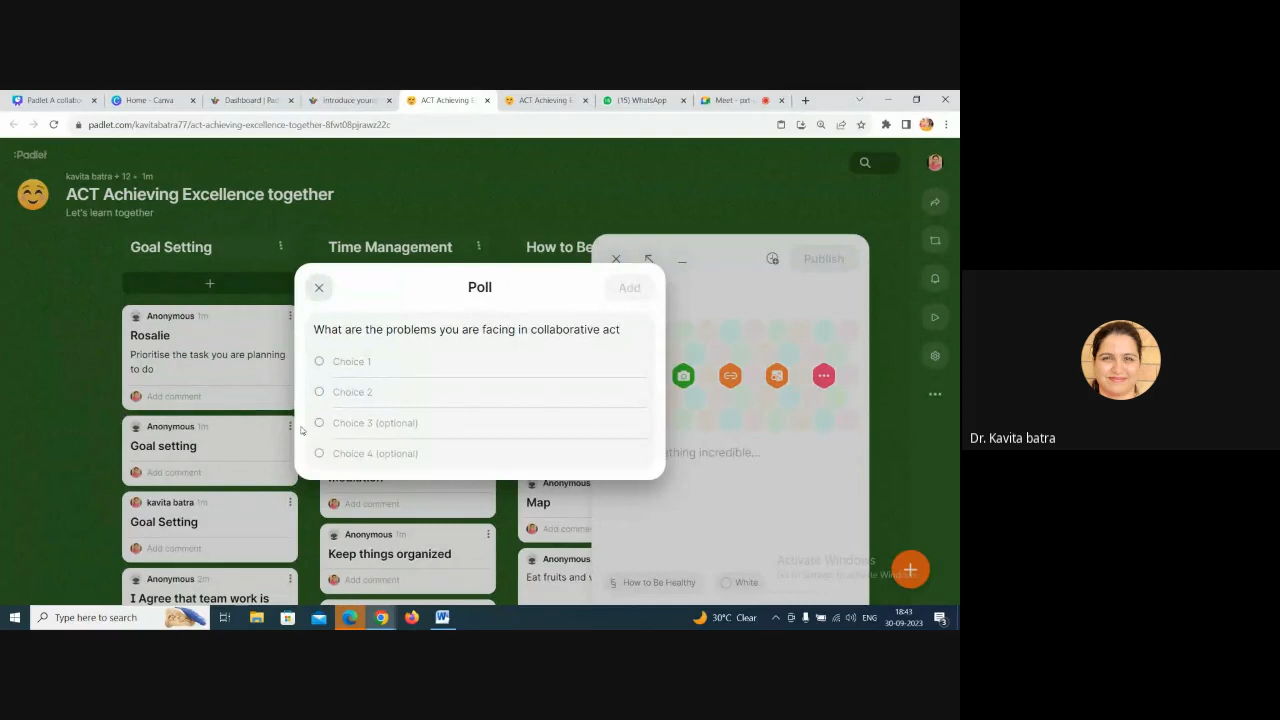 Padlet A collabo
Home - Canva
Dashboard | Pad
Introduce your
ACT Achieving E
ACT Achieving E
(15) WhatsApp
Meet - pxt-
padlet.com/kavitabatra77/act-achieving-excellence-together-8fwt08pjrawz22c
:Padlet
kavita batra + 12 • 1m
ACT Achieving Excellence together
Let's learn together
Goal Setting
Time Management
How to Be
Publish
Poll
Add
What are the problems you are facing in collaborative act
Choice 1
Choice 2
Choice 3 (optional)
Choice 4 (optional)
Anonymous 1m
Rosalie
Prioritise the task you are planning
to do
Add comment
Anonymous 1m
Goal setting
Add comment
kavita batra 1m
Goal Setting
Add comment
Anonymous 2m
I Agree that team work is
Add comment
Anonymous 1m
Keep things organized
Add comment
Anonymous
Map
Add comme
Anonymous
Eat fruits and v
thing incredible...
How to Be Healthy
White
Activate Windows
Dr. Kavita batra
Type here to search
30°C Clear
ENG
18:43
30-09-2023
3